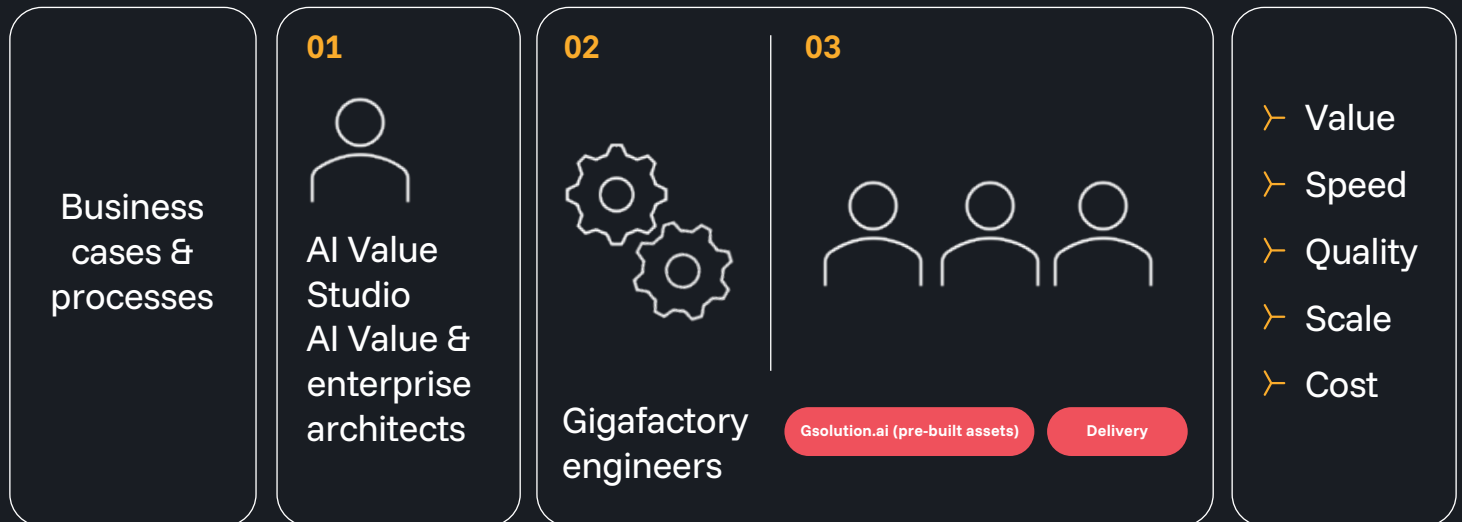 Business
cases &
processes
01
AI Value
Studio
AI Value &
enterprise
architects
02
Gigafactory
engineers
03
Gsolution.ai (pre-built assets)
Delivery
Value
Speed
Quality
Scale
Cost